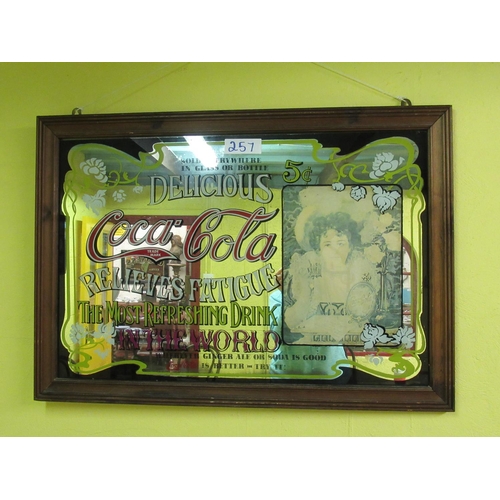 257
SOLD EVERYWHERE
IN GLASS OR BOTTLE
5¢
DELICIOUS
Coca-Cola
RELIEVES FATIGUE
THE MOST REFRESHING DRINK
IN THE WORLD
GINGER ALE OR SODA IS GOOD
IS BETTER - TRY IT